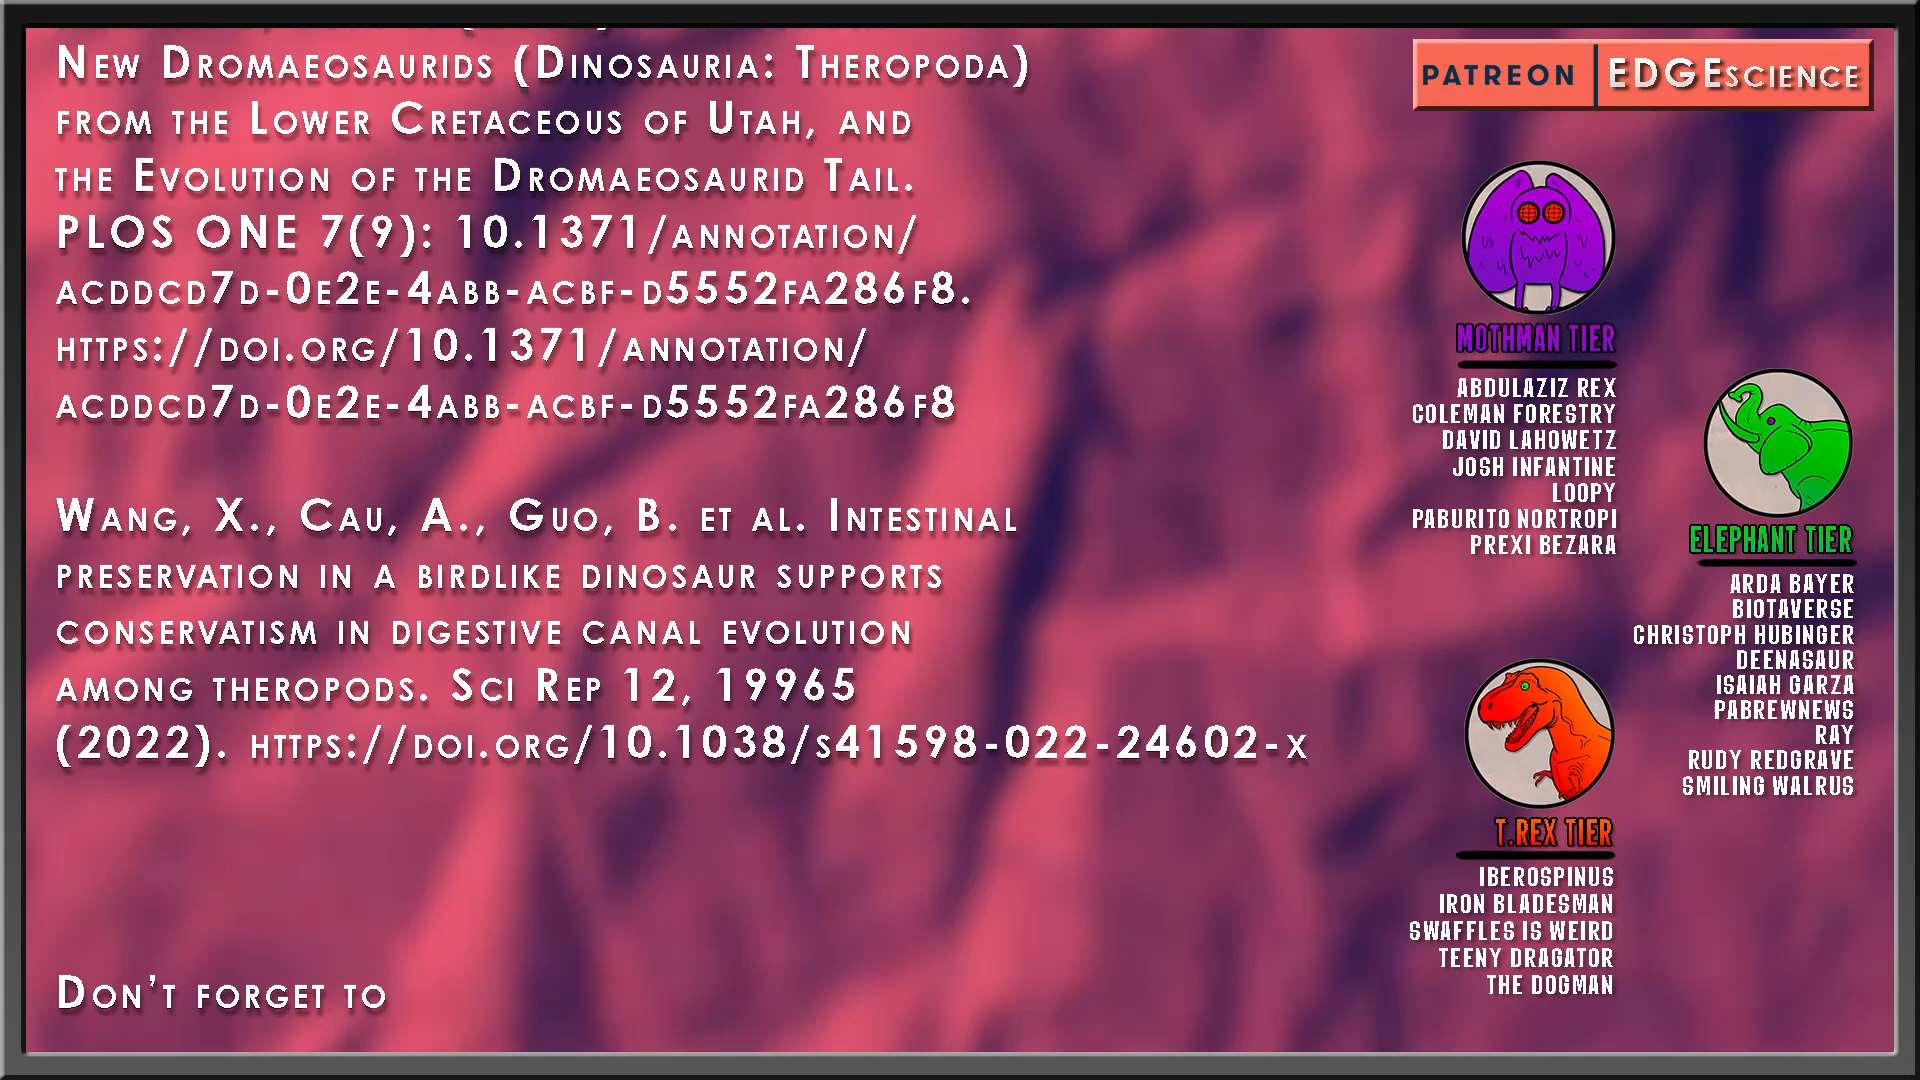 New Dromaeosaurids (Dinosauria: Theropoda)
from the Lower Cretaceous of Utah, and
the Evolution of the Dromaeosaurid Tail.
PLOS ONE 7(9): 10.1371/annotation/
acddcd7d-0e2e-4abb-acbf-d5552fa286f8.
https://doi.org/10.1371/annotation/
acddcd7d-0e2e-4abb-acbf-d5552fa286f8
Wang, X., Cau, A., Guo, B. et al. Intestinal
preservation in a birdlike dinosaur supports
conservatism in digestive canal evolution
among theropods. Sci Rep 12, 19965
(2022). https://doi.org/10.1038/s41598-022-24602-x
Don't forget to
PATREON EDGEscience
MOTHMAN TIER
ABDULAZIZ REX
COLEMAN FORESTRY
DAVID LAHOWETZ
JOSH INFANTINE
LOOPY
PABURITO NORTROPI
PREXI BEZARA
ELEPHANT TIER
ARDA BAYER
BIOTAVERSE
CHRISTOPH HUBINGER
DEENASAUR
ISAIAH GARZA
PABREWNEWS
RAY
RUDY REDGRAVE
SMILING WALRUS
T.REX TIER
IBEROSPINUS
IRON BLADESMAN
SWAFFLES IS WEIRD
TEENY DRAGATOR
THE DOGMAN